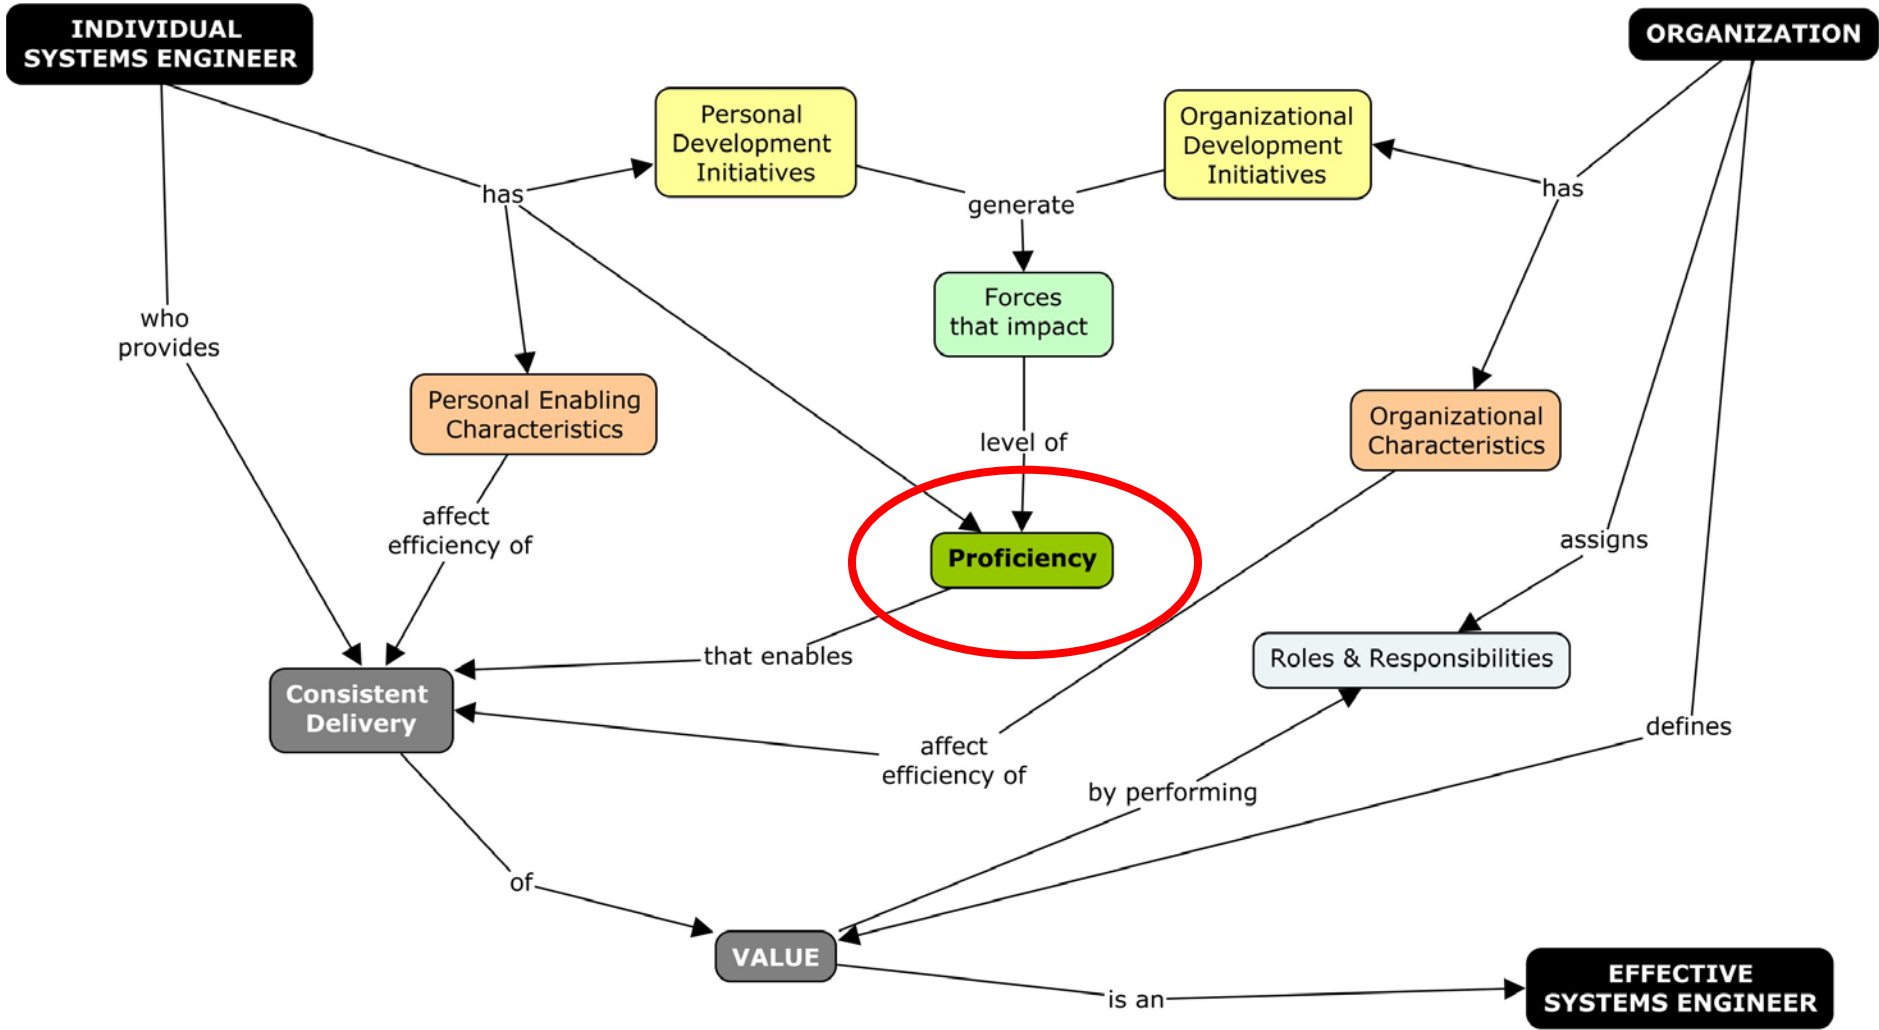 INDIVIDUAL
SYSTEMS ENGINEER
ORGANIZATION
Personal
Development
Initiatives
Organizational
Development
Initiatives
has
generate
has
Forces
that impact
who
provides
Personal Enabling
Characteristics
level of
Organizational
Characteristics
affect
efficiency of
Proficiency
assigns
that enables
Roles & Responsibilities
Consistent
Delivery
affect
efficiency of
defines
by performing
of
VALUE
is an
EFFECTIVE
SYSTEMS ENGINEER